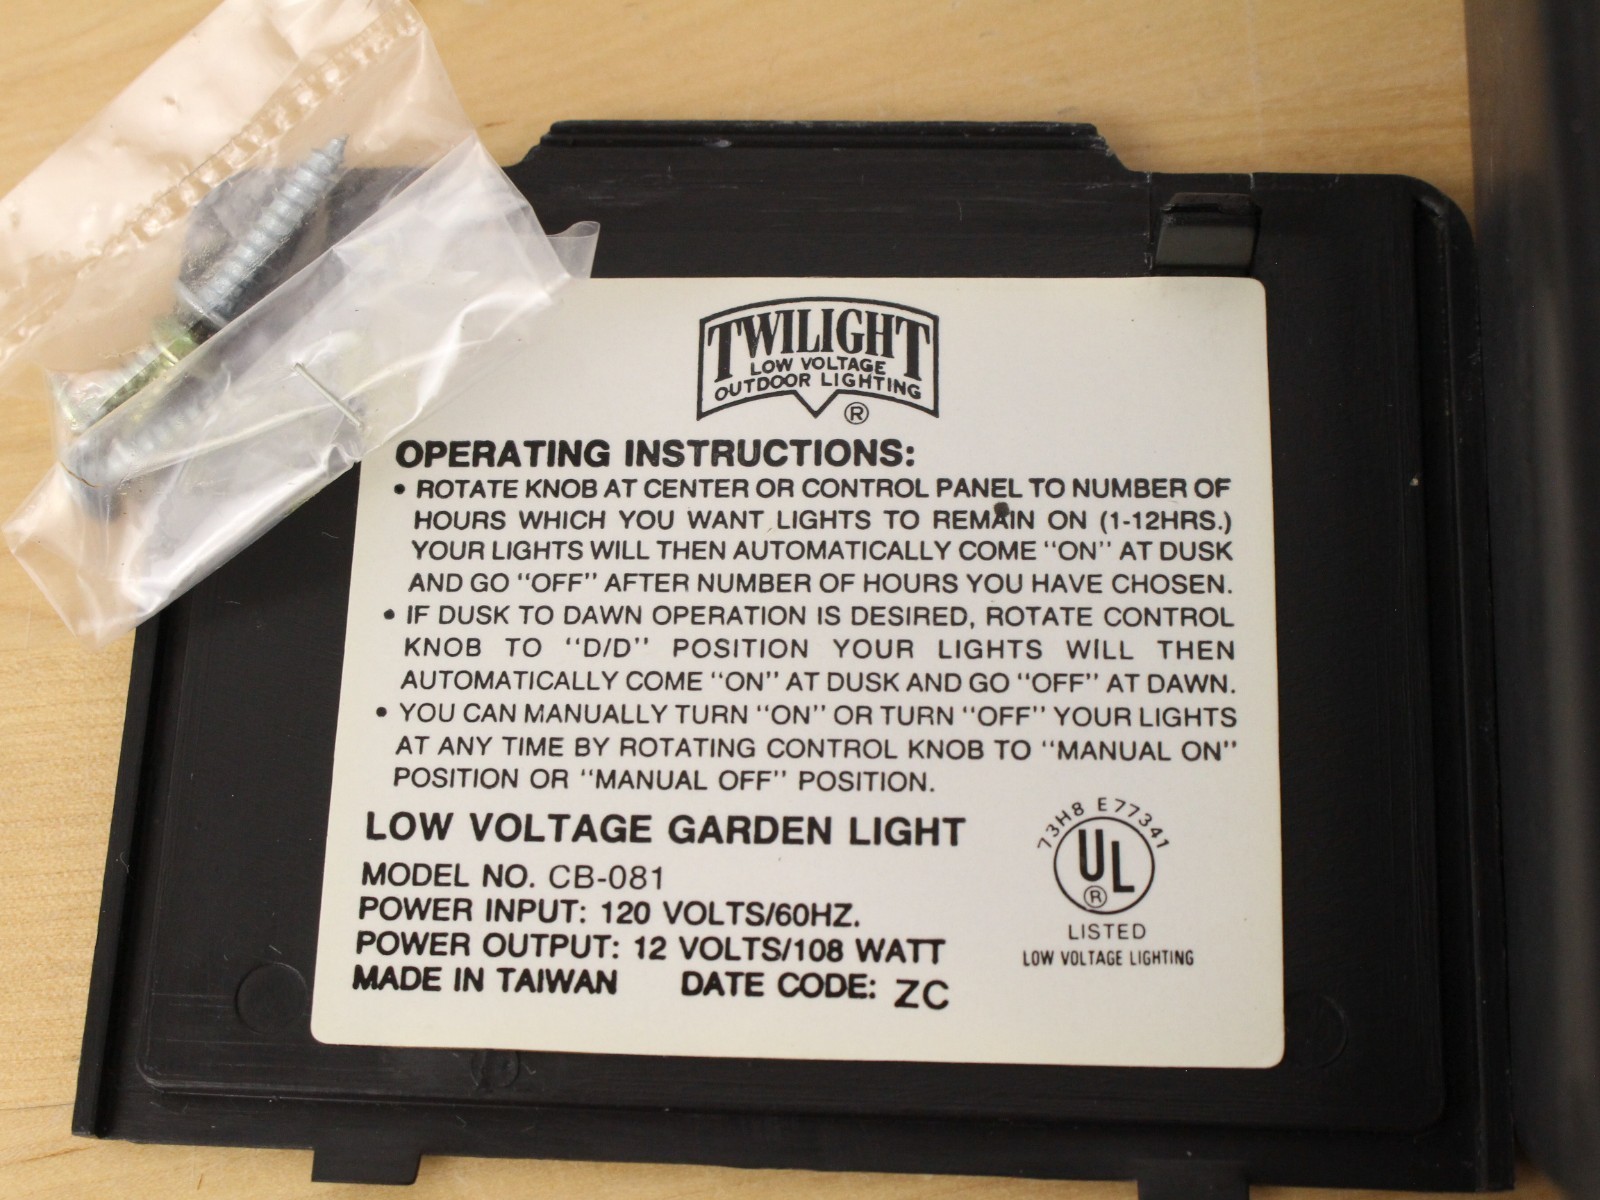 TWILIGHT
LOW VOLTAGE
OUTDOOR LIGHTING
®
OPERATING INSTRUCTIONS:
• ROTATE KNOB AT CENTER OR CONTROL PANEL TO NUMBER OF
HOURS WHICH YOU WANT LIGHTS TO REMAIN ON (1-12HRS.)
YOUR LIGHTS WILL THEN AUTOMATICALLY COME "ON" AT DUSK
AND GO "OFF" AFTER NUMBER OF HOURS YOU HAVE CHOSEN.
• IF DUSK TO DAWN OPERATION IS DESIRED, ROTATE CONTROL
KNOB TO "D/D" POSITION YOUR LIGHTS WILL THEN
AUTOMATICALLY COME "ON" AT DUSK AND GO "OFF" AT DAWN.
• YOU CAN MANUALLY TURN "ON" OR TURN "OFF" YOUR LIGHTS
AT ANY TIME BY ROTATING CONTROL KNOB TO "MANUAL ON"
POSITION OR "MANUAL OFF" POSITION.
LOW VOLTAGE GARDEN LIGHT
MODEL NO. CB-081
POWER INPUT: 120 VOLTS/60HZ.
POWER OUTPUT: 12 VOLTS/108 WATT
MADE IN TAIWAN DATE CODE: ZC
73H8 E77341
UL
®
LISTED
LOW VOLTAGE LIGHTING